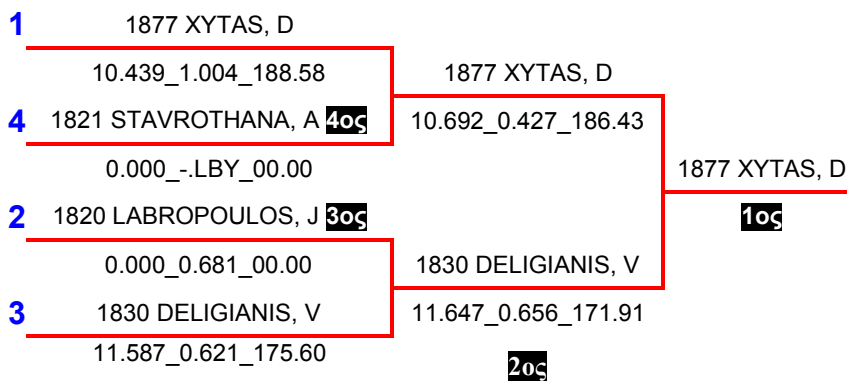 1 1877 XYTAS, D
10.439_1.004_188.58
4 1821 STAVROTHANA, A 4ος
0.000_-.LBY_00.00
2 1820 LABROPOULOS, J 3ος
0.000_0.681_00.00
3 1830 DELIGIANIS, V
11.587_0.621_175.60
1877 XYTAS, D
10.692_0.427_186.43
1830 DELIGIANIS, V
11.647_0.656_171.91
2ος
1877 XYTAS, D
1ος